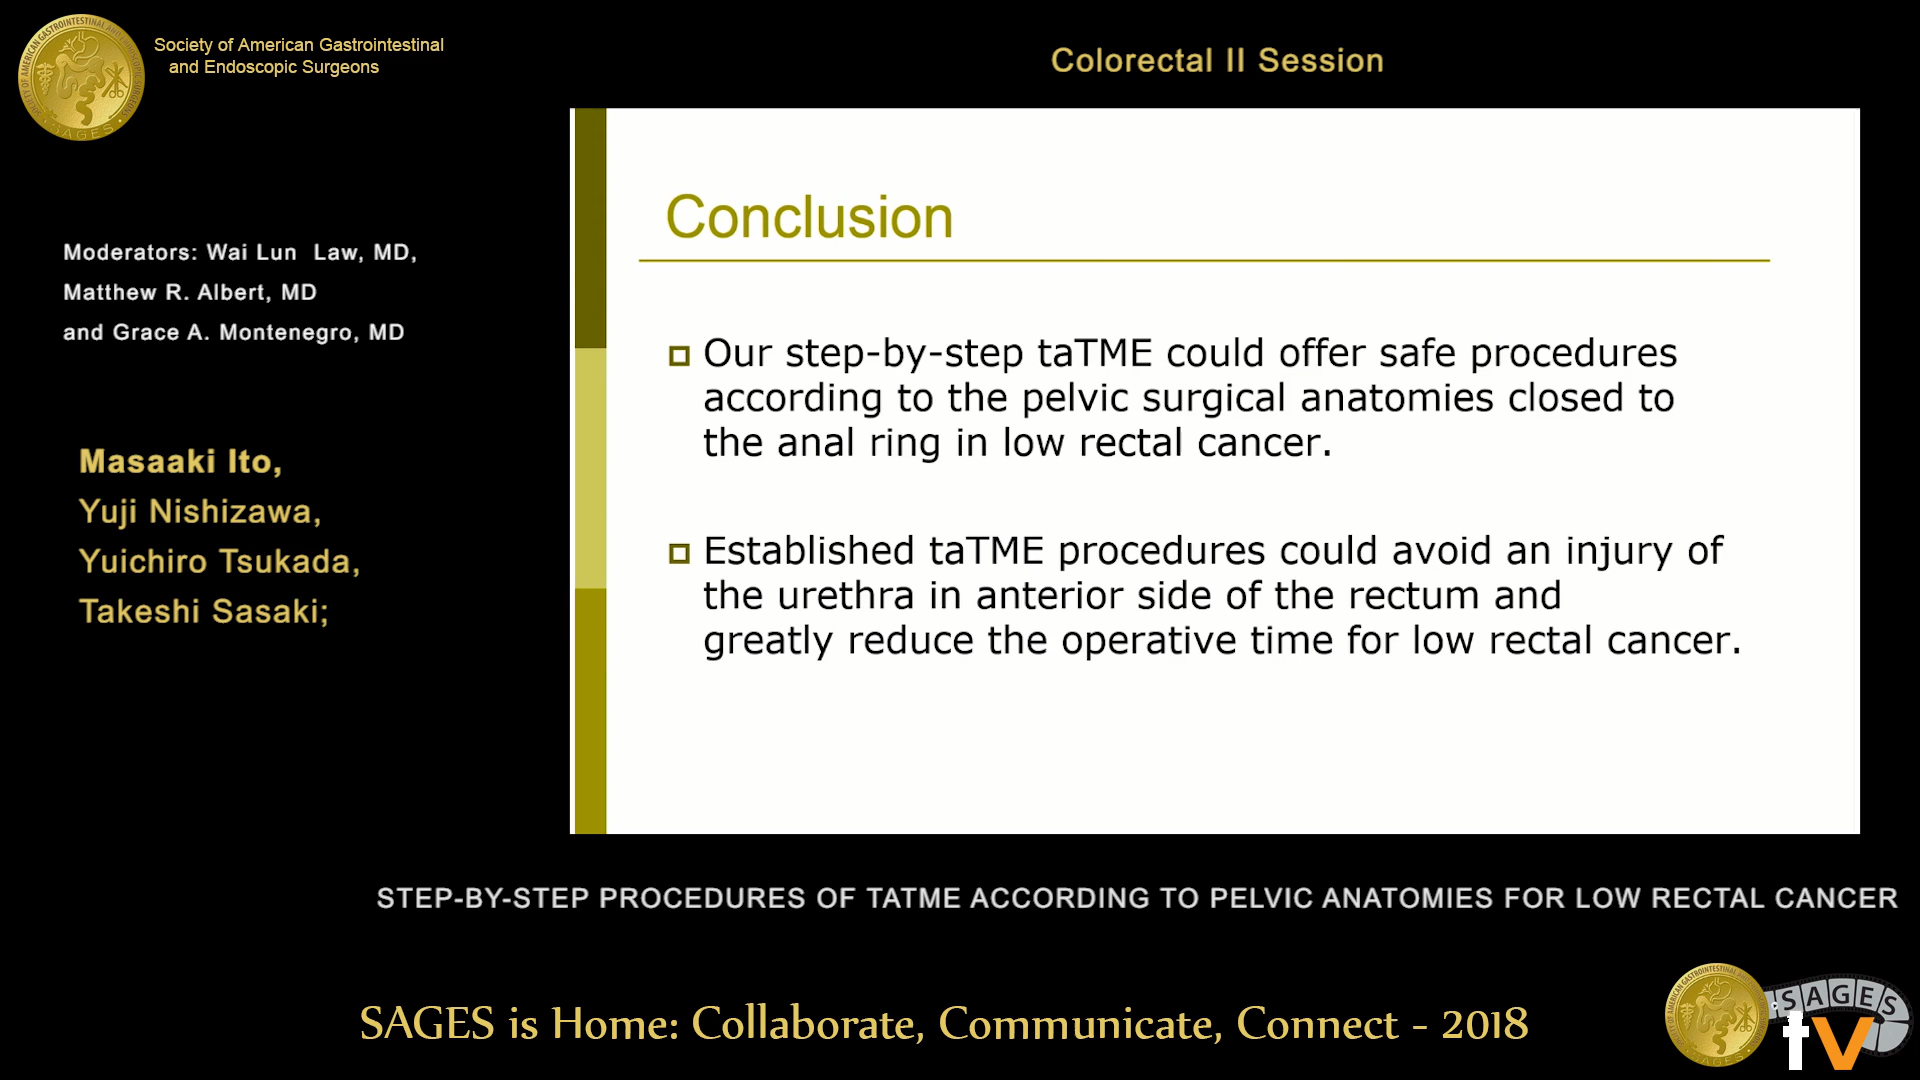 Society of American Gastrointestinal
and Endoscopic Surgeons
Colorectal II Session
Moderators: Wai Lun Law, MD,
Matthew R. Albert, MD
and Grace A. Montenegro, MD
Masaaki Ito,
Yuji Nishizawa,
Yuichiro Tsukada,
Takeshi Sasaki;
Conclusion
Our step-by-step taTME could offer safe procedures
according to the pelvic surgical anatomies closed to
the anal ring in low rectal cancer.
Established taTME procedures could avoid an injury of
the urethra in anterior side of the rectum and
greatly reduce the operative time for low rectal cancer.
STEP-BY-STEP PROCEDURES OF TATME ACCORDING TO PELVIC ANATOMIES FOR LOW RECTAL CANCER
SAGES is Home: Collaborate, Communicate, Connect - 2018
SAGES
tv